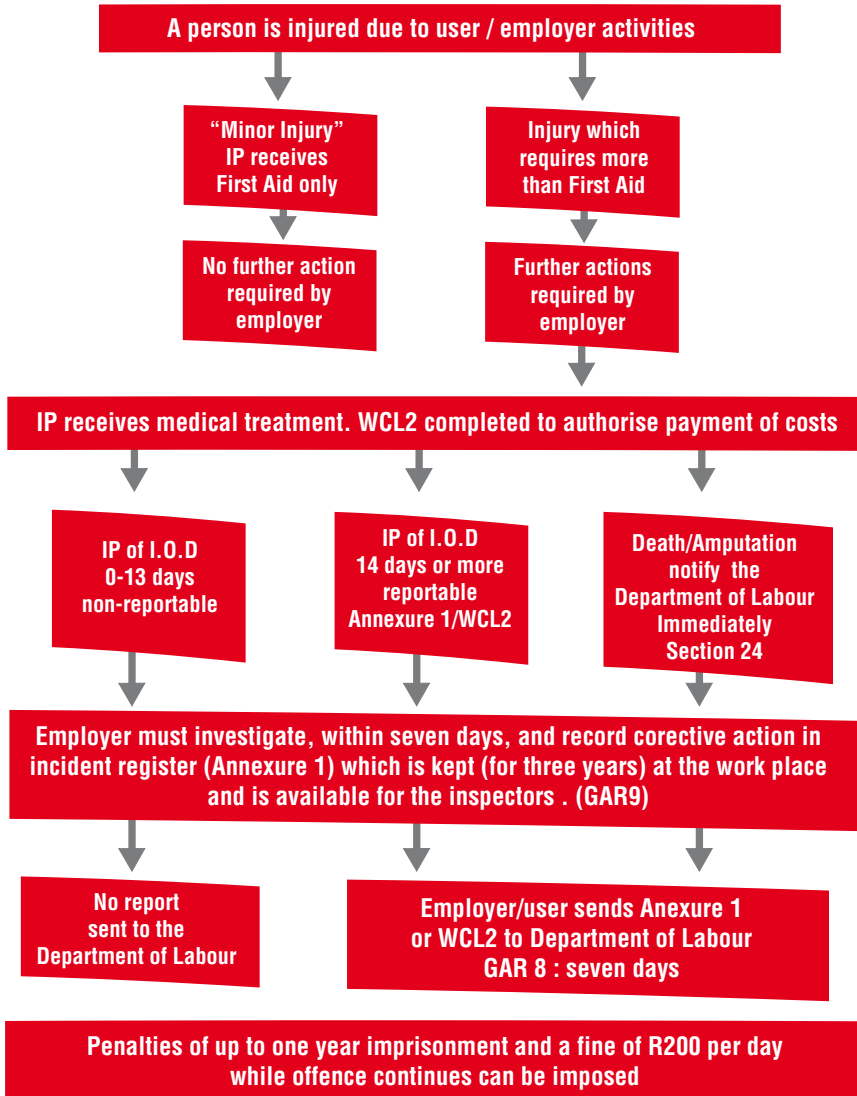 A person is injured due to user / employer activities
“Minor Injury”
IP receives
First Aid only
Injury which
requires more
than First Aid
No further action
required by
employer
Further actions
required by
employer
IP receives medical treatment. WCL2 completed to authorise payment of costs
IP of I.O.D
0-13 days
non-reportable
IP of I.O.D
14 days or more
reportable
Annexure 1/WCL2
Death/Amputation
notify the
Department of Labour
Immediately
Section 24
Employer must investigate, within seven days, and record corective action in
incident register (Annexure 1) which is kept (for three years) at the work place
and is available for the inspectors . (GAR9)
No report
sent to the
Department of Labour
Employer/user sends Anexure 1
or WCL2 to Department of Labour
GAR 8 : seven days
Penalties of up to one year imprisonment and a fine of R200 per day
while offence continues can be imposed